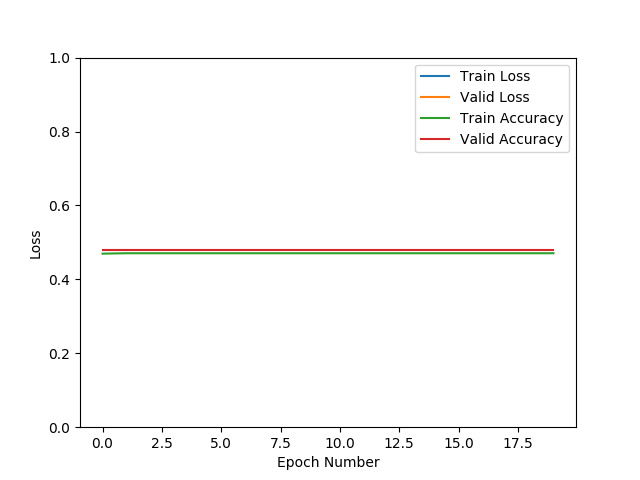 1.0
0.8
0.6
0.4
0.2
0.0
Loss
Train Loss
Valid Loss
Train Accuracy
Valid Accuracy
0.0 2.5 5.0 7.5 10.0 12.5 15.0 17.5
Epoch Number